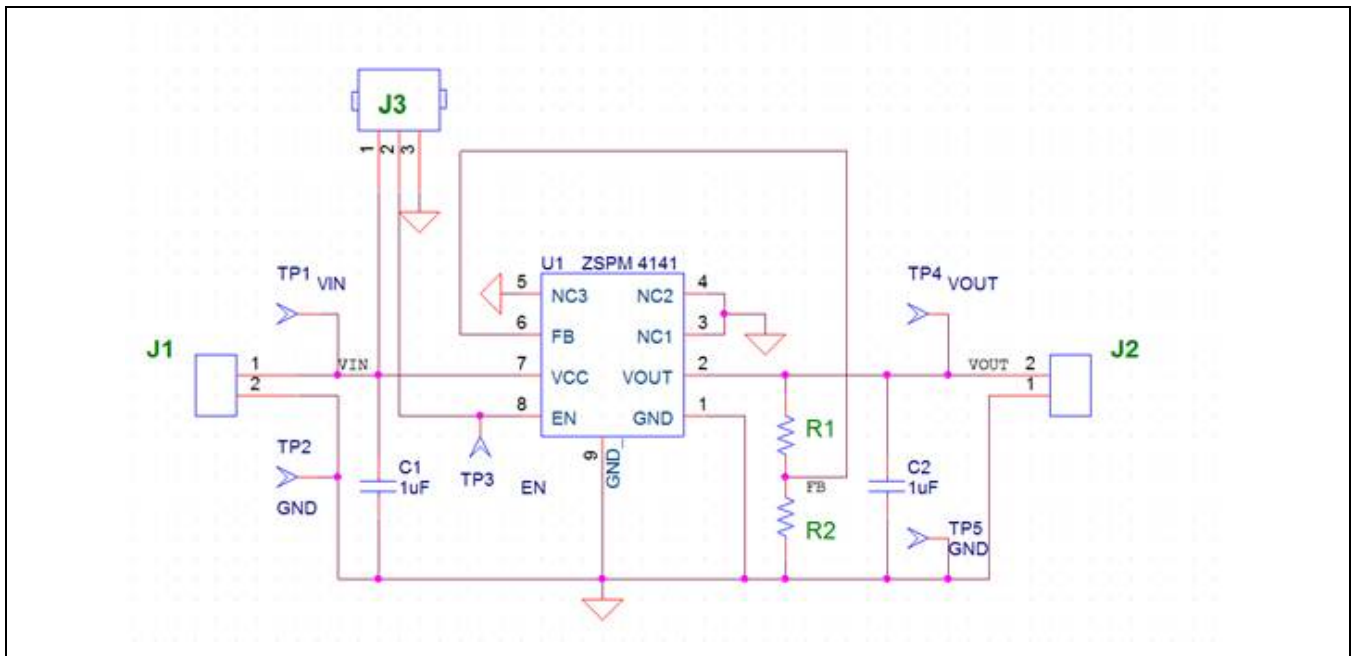 J3
1 2 3
U1 ZSPM 4141
TP1 VIN
TP4 VOUT
5 NC3 NC2 4
6 FB NC1 3
J1 1 VIN 7 VCC VOUT 2 VOUT 2 J2
2 1
8 EN GND 1
9 GND_
R1
TP2
GND
C1
1uF
TP3 EN
FB
C2
1uF
R2
TP5
GND